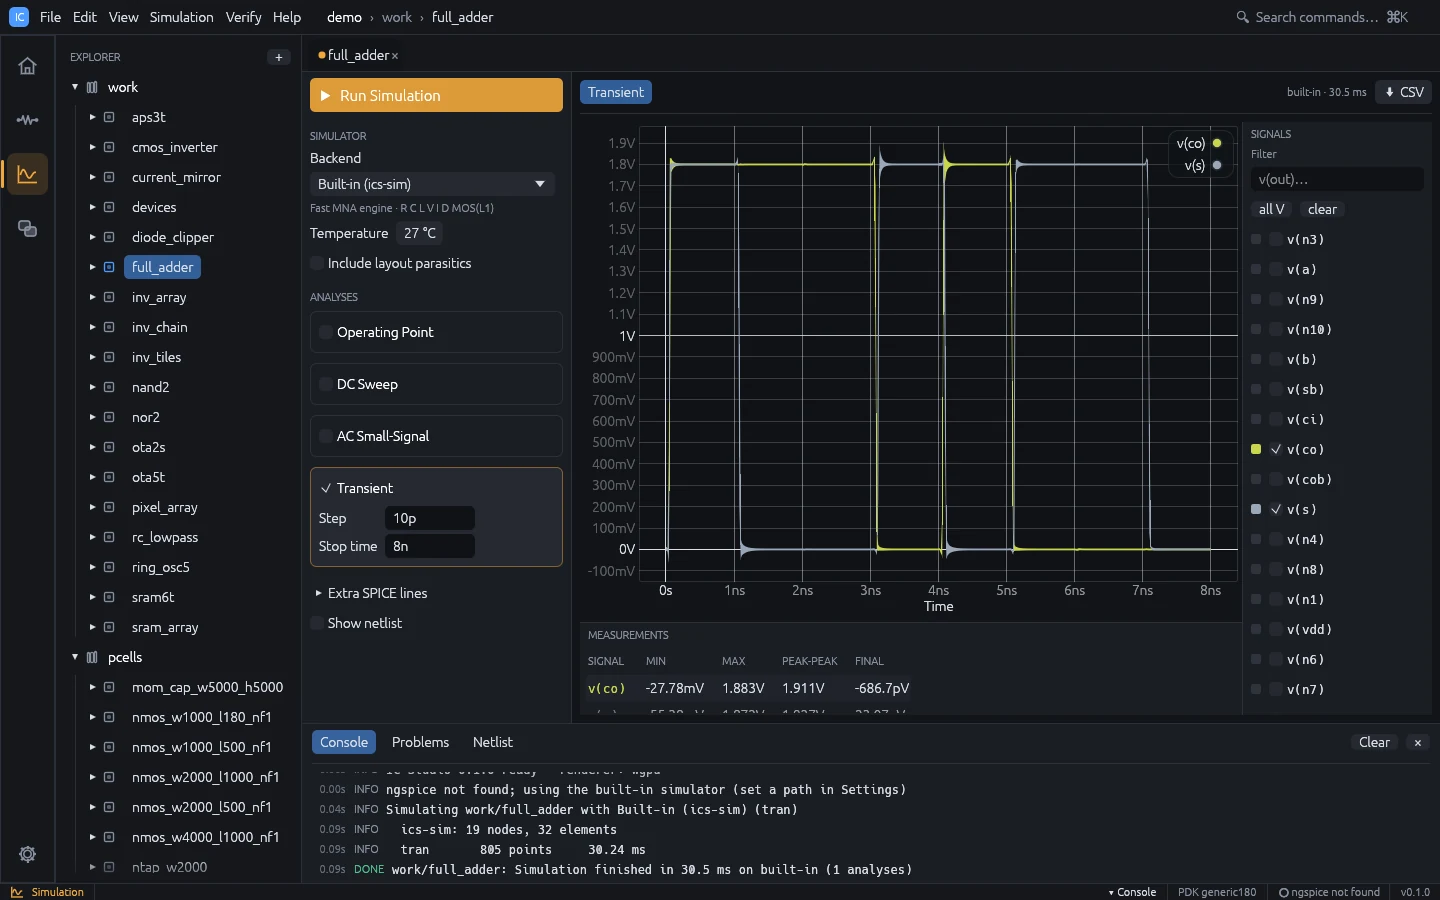 IC File Edit View Simulation Verify Help demo › work › full_adder Search commands… ⌘K
EXPLORER +
work
aps3t
cmos_inverter
current_mirror
devices
diode_clipper
full_adder
inv_array
inv_chain
inv_tiles
nand2
nor2
ota2s
ota5t
pixel_array
rc_lowpass
ring_osc5
sram6t
sram_array
pcells
mom_cap_w5000_h5000
nmos_w1000_l180_nf1
nmos_w1000_l500_nf1
nmos_w2000_l1000_nf1
nmos_w2000_l500_nf1
nmos_w4000_l1000_nf1
ntap_w2000
full_adder ×
Run Simulation
SIMULATOR
Backend
Built-in (ics-sim)
Fast MNA engine · R C L V I D MOS(L1)
Temperature 27 °C
Include layout parasitics
ANALYSES
Operating Point
DC Sweep
AC Small-Signal
Transient
Step 10p
Stop time 8n
Extra SPICE lines
Show netlist
Transient built-in · 30.5 ms CSV
v(co)
v(s)
1.9V
1.8V
1.7V
1.6V
1.5V
1.4V
1.3V
1.2V
1.1V
1V
900mV
800mV
700mV
600mV
500mV
400mV
300mV
200mV
100mV
0V
-100mV
0s 1ns 2ns 3ns 4ns 5ns 6ns 7ns 8ns
Time
SIGNALS
Filter
v(out)…
all V clear
v(n3)
v(a)
v(n9)
v(n10)
v(b)
v(sb)
v(ci)
v(co)
v(cob)
v(s)
v(n4)
v(n8)
v(n1)
v(vdd)
v(n6)
v(n7)
MEASUREMENTS
SIGNAL MIN MAX PEAK-PEAK FINAL
v(co) -27.78mV 1.883V 1.911V -686.7pV
Console Problems Netlist Clear ×
0.00s INFO ngspice not found; using the built-in simulator (set a path in Settings)
0.04s INFO Simulating work/full_adder with Built-in (ics-sim) (tran)
0.09s INFO ics-sim: 19 nodes, 32 elements
0.09s INFO tran 805 points 30.24 ms
0.09s DONE work/full_adder: Simulation finished in 30.5 ms on built-in (1 analyses)
Simulation Console PDK generic180 ngspice not found v0.1.0